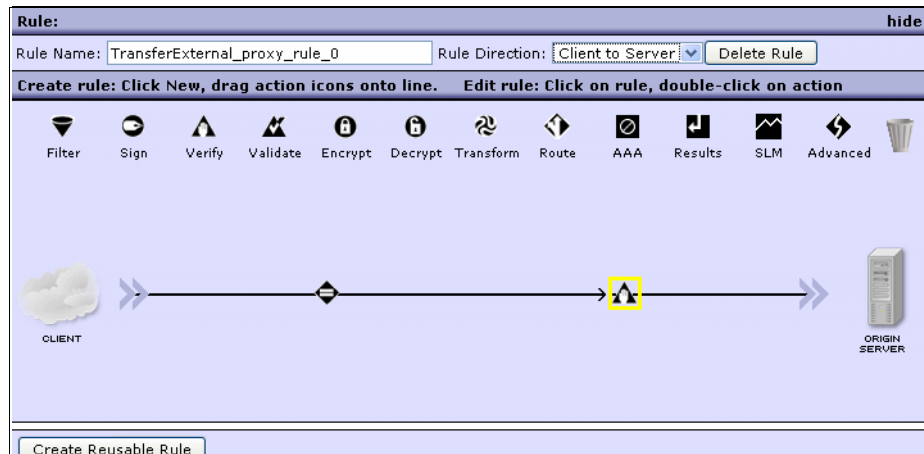 Rule: hide
Rule Name: TransferExternal_proxy_rule_0 Rule Direction: Client to Server Delete Rule
Create rule: Click New, drag action icons onto line. Edit rule: Click on rule, double-click on action
Filter Sign Verify Validate Encrypt Decrypt Transform Route AAA Results SLM Advanced
CLIENT
ORIGIN
SERVER
Create Reusable Rule